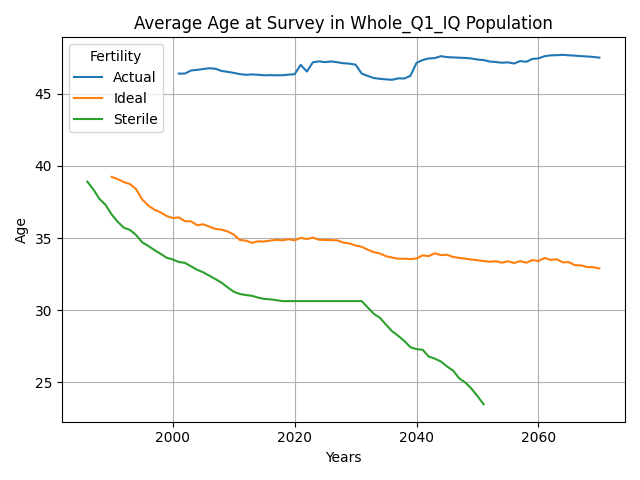 Average Age at Survey in Whole_Q1_IQ Population
Fertility
Actual
Ideal
Sterile
Age
45
40
35
30
25
2000
2020
2040
2060
Years